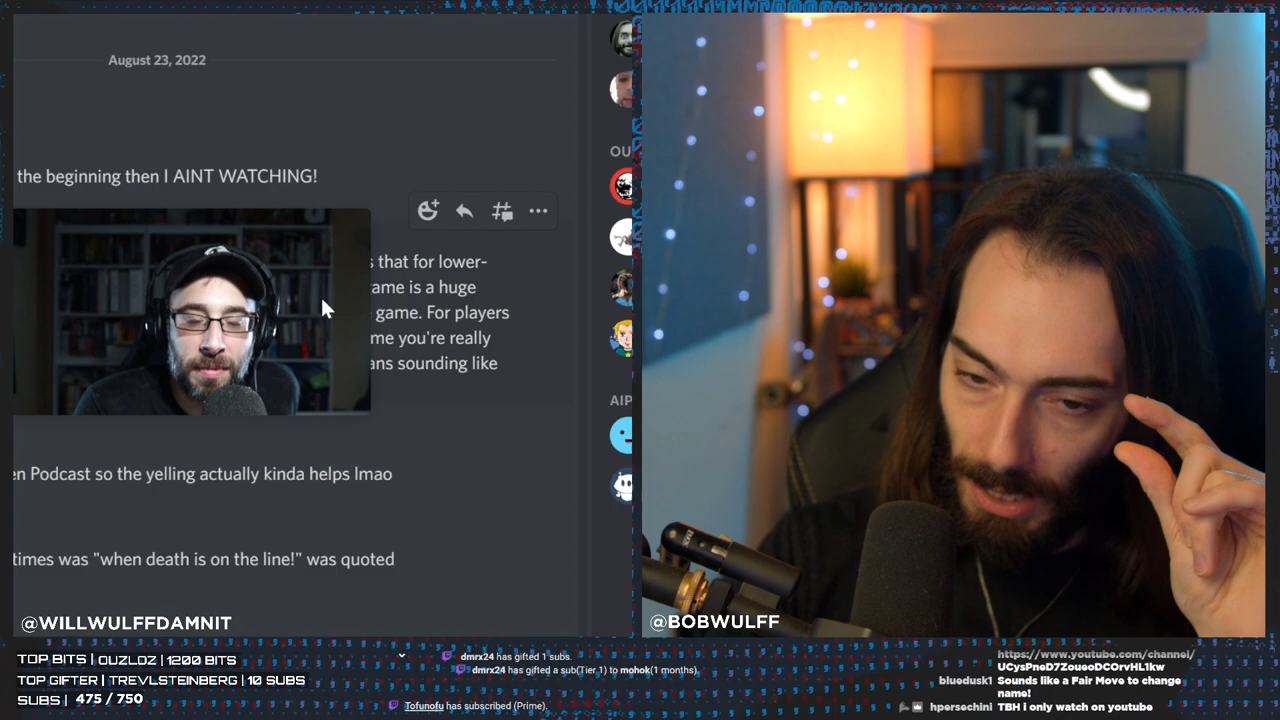 August 23, 2022
the beginning then I AINT WATCHING!
OU
s that for lower-
ame is a huge
game. For players
me you're really
ans sounding like
AIP
en Podcast so the yelling actually kinda helps lmao
times was "when death is on the line!" was quoted
@WILLWULFFDAMNIT
@BOBWULFF
TOP BITS | OUZLDZ | 1200 BITS
TOP GIFTER | TREVLSTEINBERG | 10 SUBS
SUBS | 475 / 750
dmrx24 has gifted 1 subs.
dmrx24 has gifted a sub(Tier 1) to mohok(1 months).
Tofunofu has subscribed (Prime).
https://www.youtube.com/channel/
UCysPneD7ZoueoDCOrvHL1kw
bluedusk1 Sounds like a Fair Move to change
name!
hpersechini TBH i only watch on youtube